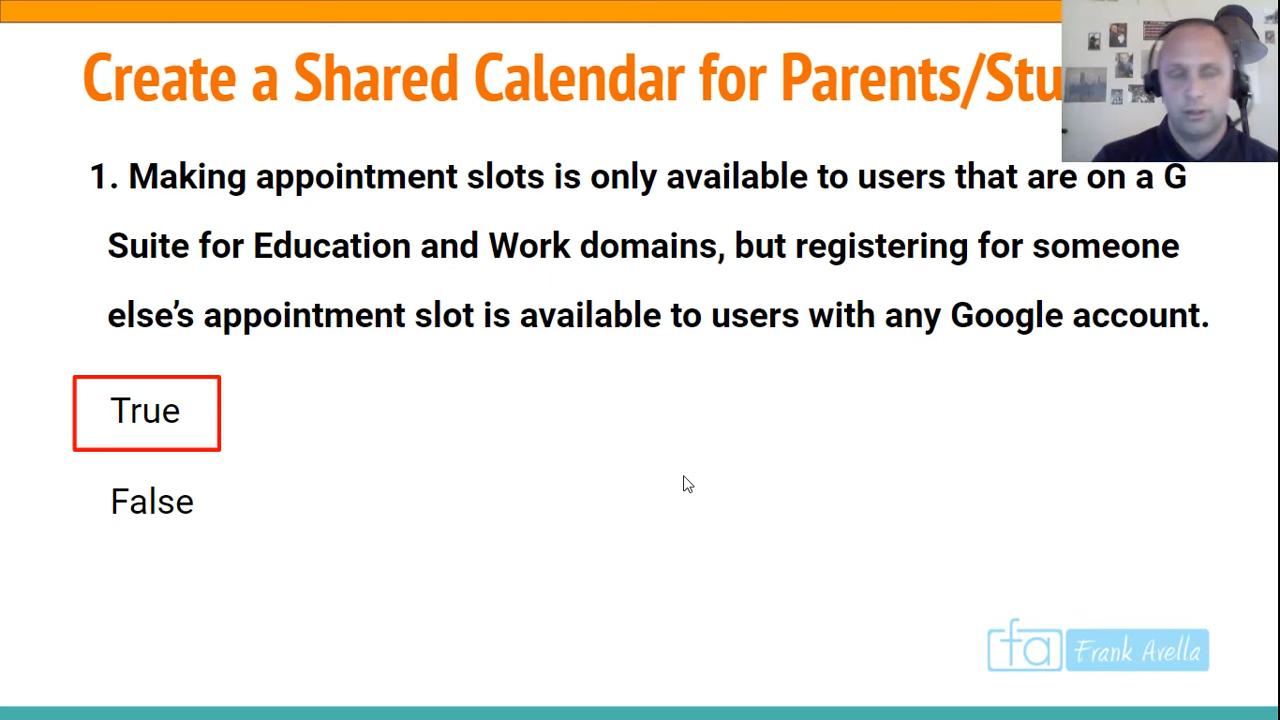 Create a Shared Calendar for Parents/Stu
1. Making appointment slots is only available to users that are on a G
Suite for Education and Work domains, but registering for someone
else’s appointment slot is available to users with any Google account.
True
False
fa Frank Avella